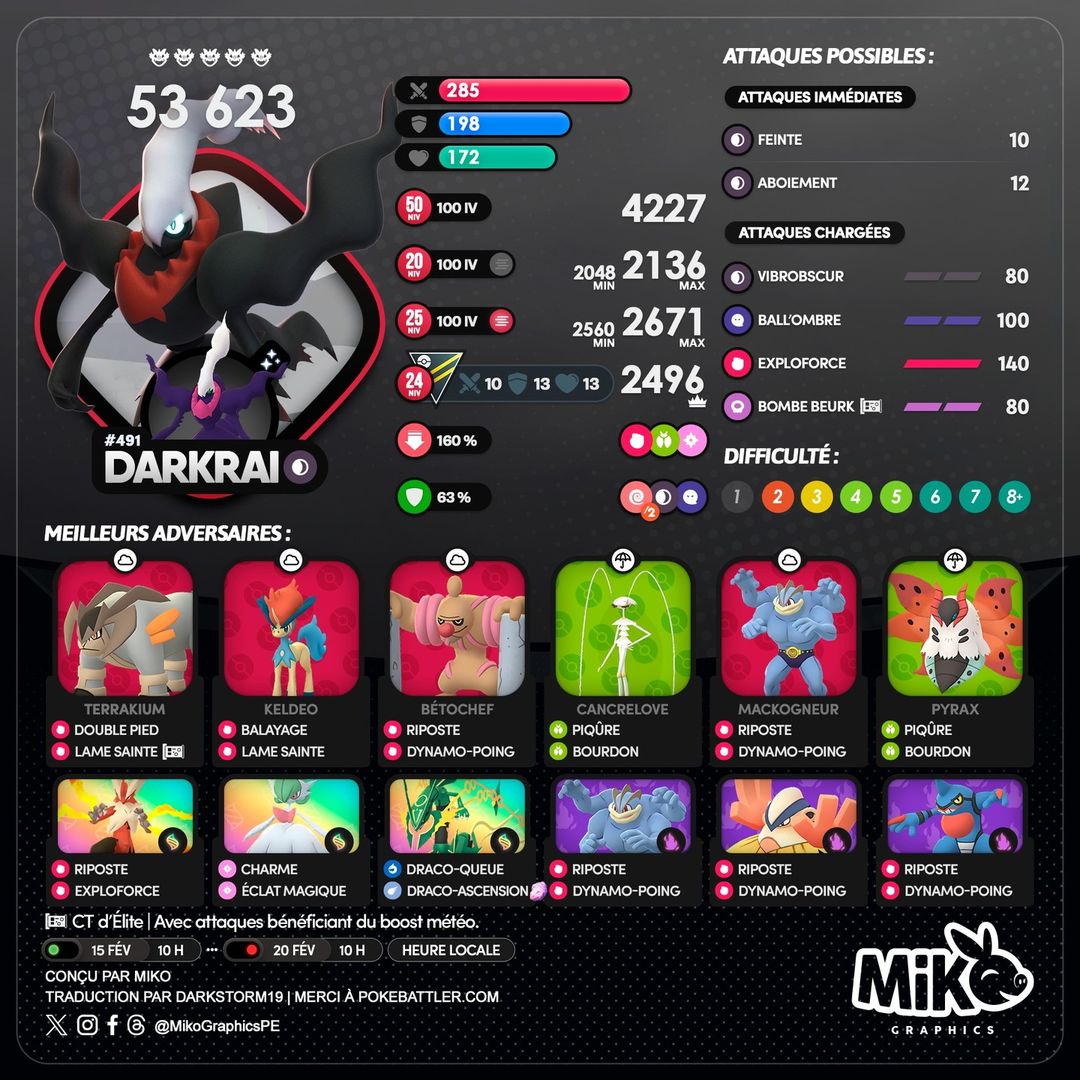 53 623
#491
DARKRAI
285
198
172
50 NIV 100 IV 4227
20 NIV 100 IV 2048 MIN 2136 MAX
25 NIV 100 IV 2560 MIN 2671 MAX
24 NIV 10 13 13 2496
160 %
63 % /2
ATTAQUES POSSIBLES :
ATTAQUES IMMÉDIATES
FEINTE 10
ABOIEMENT 12
ATTAQUES CHARGÉES
VIBROBSCUR 80
BALL'OMBRE 100
EXPLOFORCE 140
BOMBE BEURK 80
DIFFICULTÉ :
1 2 3 4 5 6 7 8+
MEILLEURS ADVERSAIRES :
TERRAKIUM
DOUBLE PIED
LAME SAINTE
KELDEO
BALAYAGE
LAME SAINTE
BÉTOCHEF
RIPOSTE
DYNAMO-POING
CANCRELOVE
PIQÛRE
BOURDON
MACKOGNEUR
RIPOSTE
DYNAMO-POING
PYRAX
PIQÛRE
BOURDON
RIPOSTE
EXPLOFORCE
CHARME
ÉCLAT MAGIQUE
DRACO-QUEUE
DRACO-ASCENSION
RIPOSTE
DYNAMO-POING
RIPOSTE
DYNAMO-POING
RIPOSTE
DYNAMO-POING
CT d'Élite | Avec attaques bénéficiant du boost météo.
15 FÉV 10 H ••• 20 FÉV 10 H HEURE LOCALE
CONÇU PAR MIKO
TRADUCTION PAR DARKSTORM19 | MERCI À POKEBATTLER.COM
@MikoGraphicsPE
MiKO
GRAPHICS